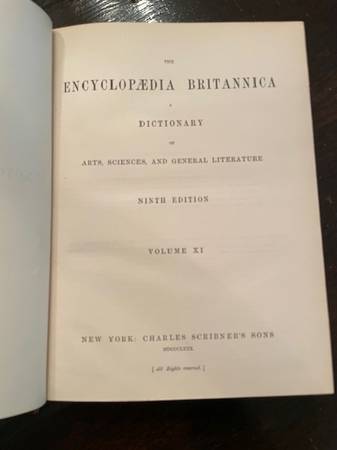 THE
ENCYCLOPÆDIA BRITANNICA
A
DICTIONARY
OF
ARTS, SCIENCES, AND GENERAL LITERATURE
NINTH EDITION
VOLUME XI
NEW YORK: CHARLES SCRIBNER'S SONS
MDCCCLXXX.
[ All Rights reserved. ]